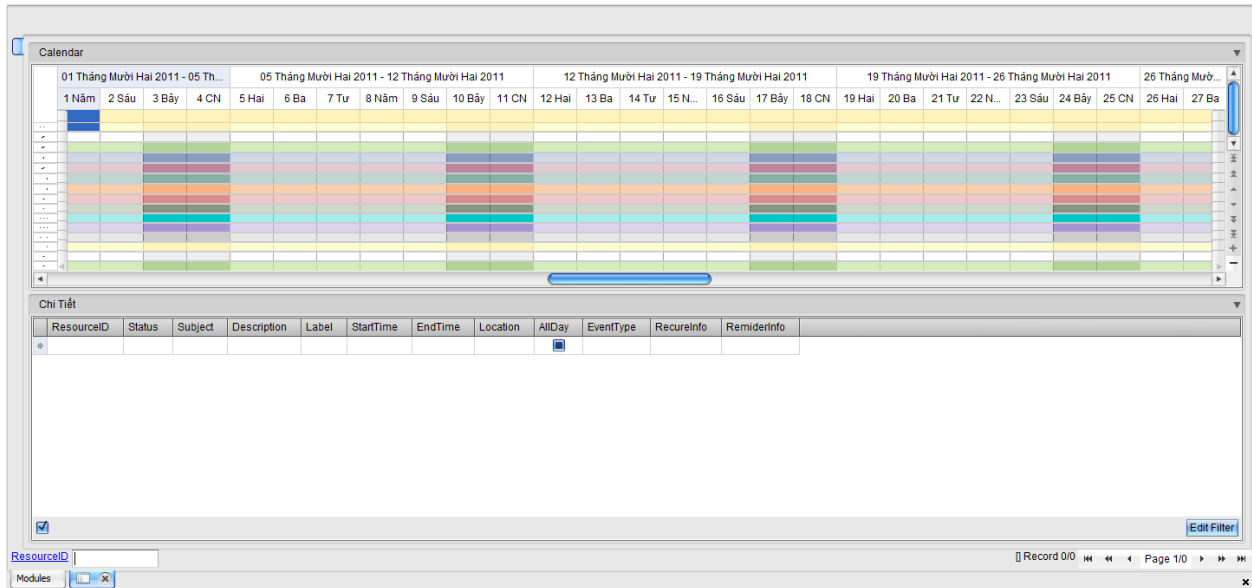 Calendar
01 Tháng Mười Hai 2011 - 05 Th... 05 Tháng Mười Hai 2011 - 12 Tháng Mười Hai 2011 12 Tháng Mười Hai 2011 - 19 Tháng Mười Hai 2011 19 Tháng Mười Hai 2011 - 26 Tháng Mười Hai 2011 26 Tháng Mườ...
1 Năm 2 Sáu 3 Bảy 4 CN 5 Hai 6 Ba 7 Tư 8 Năm 9 Sáu 10 Bảy 11 CN 12 Hai 13 Ba 14 Tư 15 N... 16 Sáu 17 Bảy 18 CN 19 Hai 20 Ba 21 Tư 22 N... 23 Sáu 24 Bảy 25 CN 26 Hai 27 Ba
Chi Tiết
ResourceID Status Subject Description Label StartTime EndTime Location AllDay EventType RecureInfo RemiderInfo
Edit Filter
ResourceID [] Record 0/0 Page 1/0
Modules